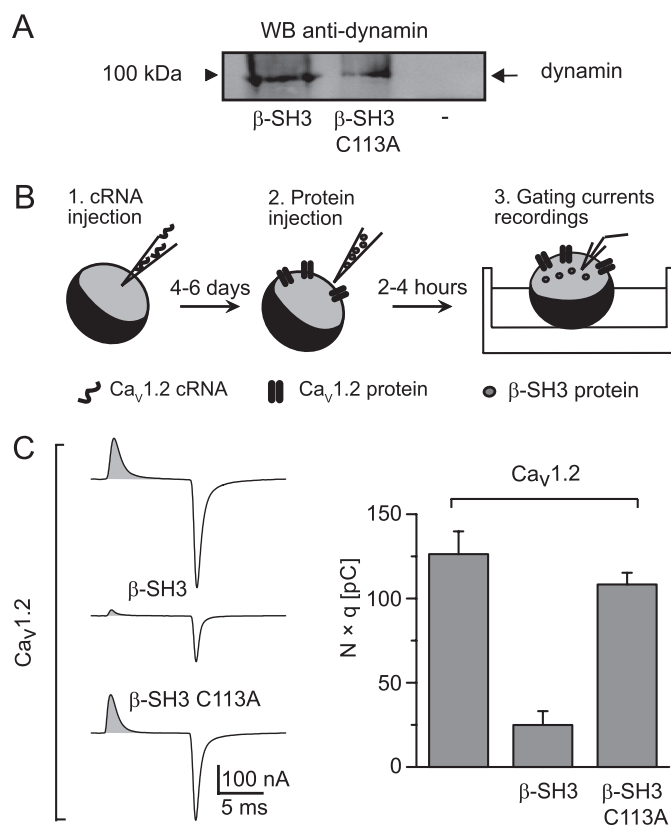 A
WB anti-dynamin
100 kDa
dynamin
β-SH3
β-SH3
C113A
-
B
1. cRNA
injection
2. Protein
injection
3. Gating currents
recordings
4-6 days
2-4 hours
CaV1.2 cRNA
CaV1.2 protein
β-SH3 protein
C
CaV1.2
β-SH3
β-SH3 C113A
100 nA
5 ms
CaV1.2
N × q [pC]
150
100
50
0
β-SH3
β-SH3
C113A